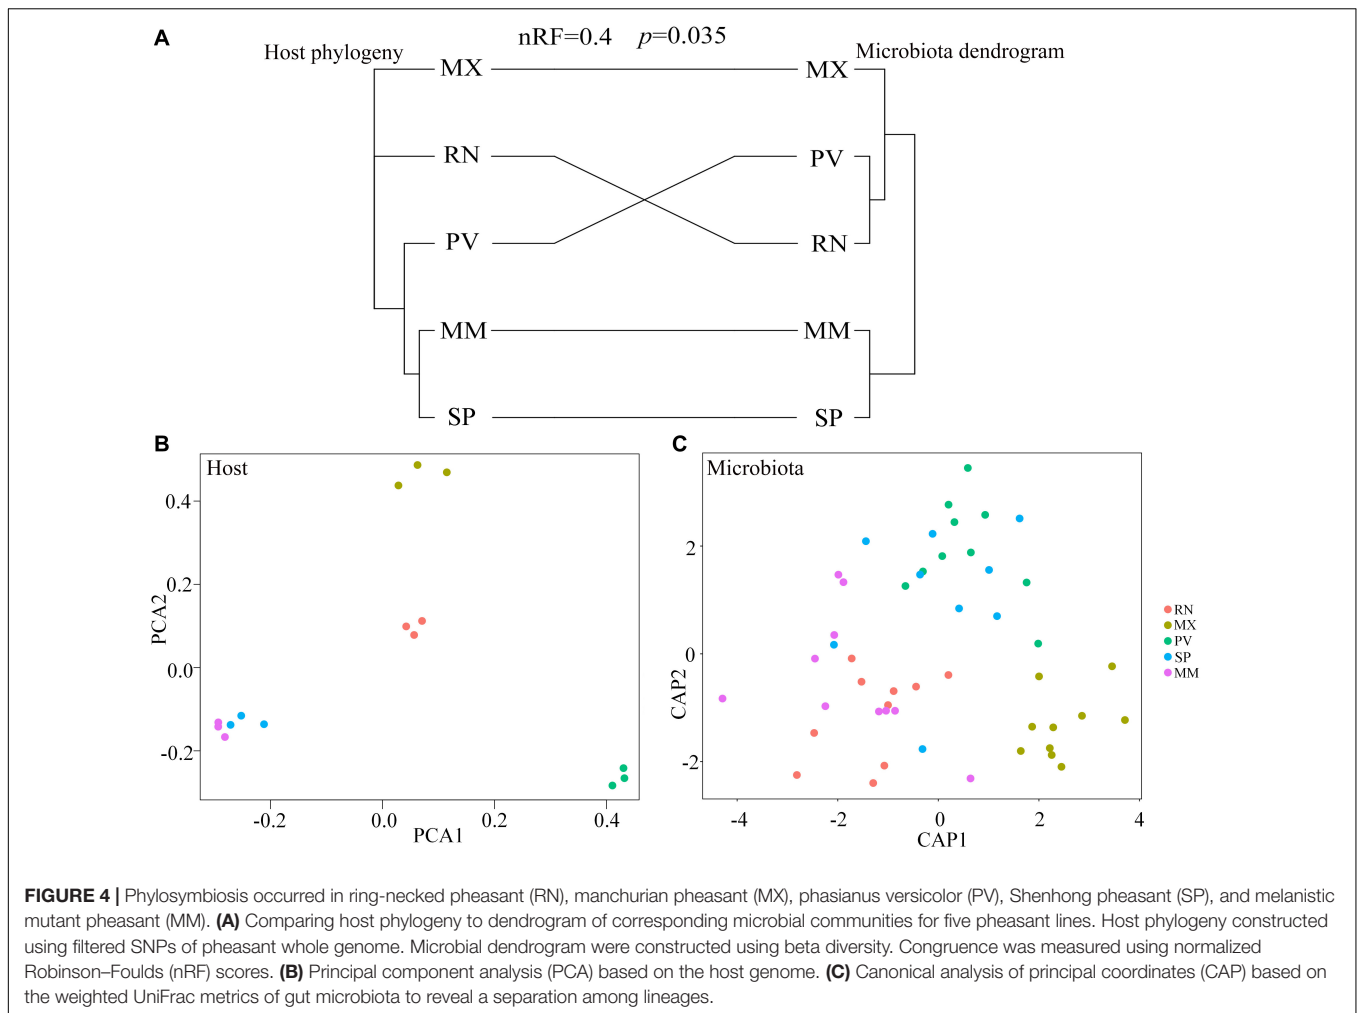 A
nRF=0.4 p=0.035
Host phylogeny
Microbiota dendrogram
MX
MX
RN
PV
PV
RN
MM
MM
SP
SP
B
Host
0.4
0.2
0.0
-0.2
PCA2
-0.2 0.0 0.2 0.4
PCA1
C
Microbiota
2
0
-2
CAP2
-4 -2 0 2 4
CAP1
RN
MX
PV
SP
MM
FIGURE 4 | Phylosymbiosis occurred in ring-necked pheasant (RN), manchurian pheasant (MX), phasianus versicolor (PV), Shenhong pheasant (SP), and melanistic
mutant pheasant (MM). (A) Comparing host phylogeny to dendrogram of corresponding microbial communities for five pheasant lines. Host phylogeny constructed
using filtered SNPs of pheasant whole genome. Microbial dendrogram were constructed using beta diversity. Congruence was measured using normalized
Robinson–Foulds (nRF) scores. (B) Principal component analysis (PCA) based on the host genome. (C) Canonical analysis of principal coordinates (CAP) based on
the weighted UniFrac metrics of gut microbiota to reveal a separation among lineages.